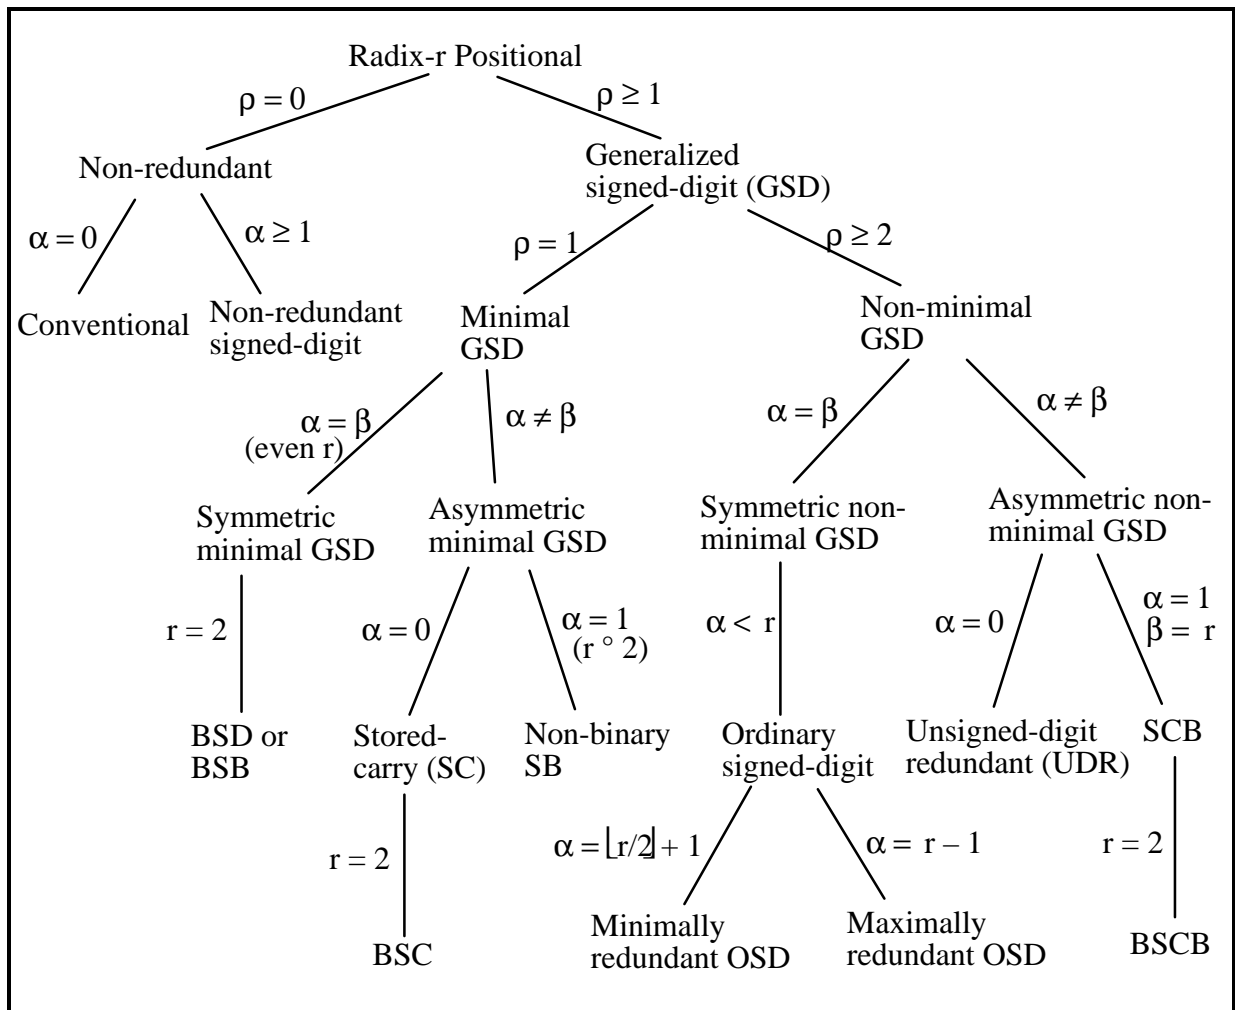 Radix-r Positional
ρ = 0
ρ ≥ 1
Non-redundant
Generalized
signed-digit (GSD)
α = 0
α ≥ 1
ρ = 1
ρ ≥ 2
Conventional
Non-redundant
signed-digit
Minimal
GSD
Non-minimal
GSD
α = β
(even r)
α ≠ β
α = β
α ≠ β
Symmetric
minimal GSD
Asymmetric
minimal GSD
Symmetric non-
minimal GSD
Asymmetric non-
minimal GSD
r = 2
α = 0
α = 1
(r ° 2)
α < r
α = 0
α = 1
β = r
BSD or
BSB
Stored-
carry (SC)
Non-binary
SB
Ordinary
signed-digit
Unsigned-digit
redundant (UDR)
SCB
r = 2
α = ⌊r/2⌋ + 1
α = r – 1
r = 2
BSC
Minimally
redundant OSD
Maximally
redundant OSD
BSCB